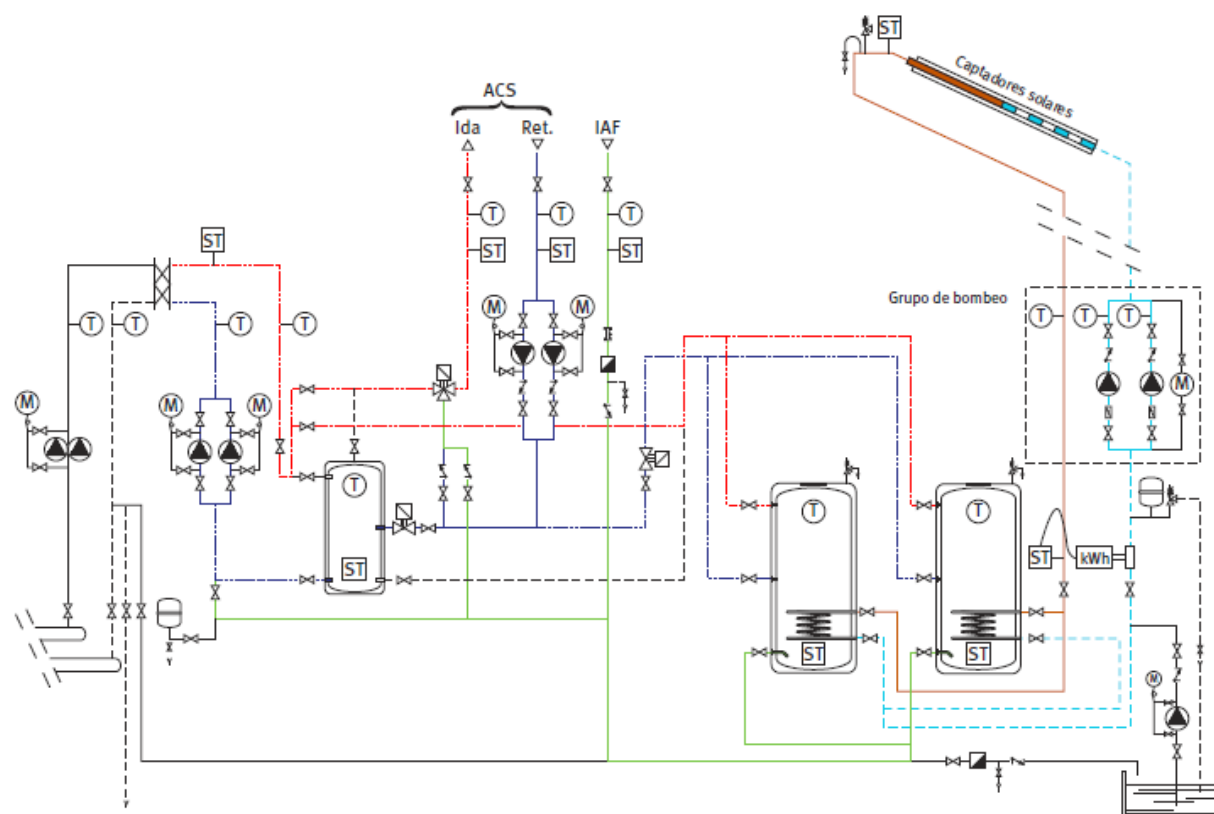 ST
Captadores solares
ACS
Ida Ret. IAF
T T T
ST ST ST ST
Grupo de bombeo
M M
T T T T T T T
M M M M
T T T
ST kWh
ST ST ST
M